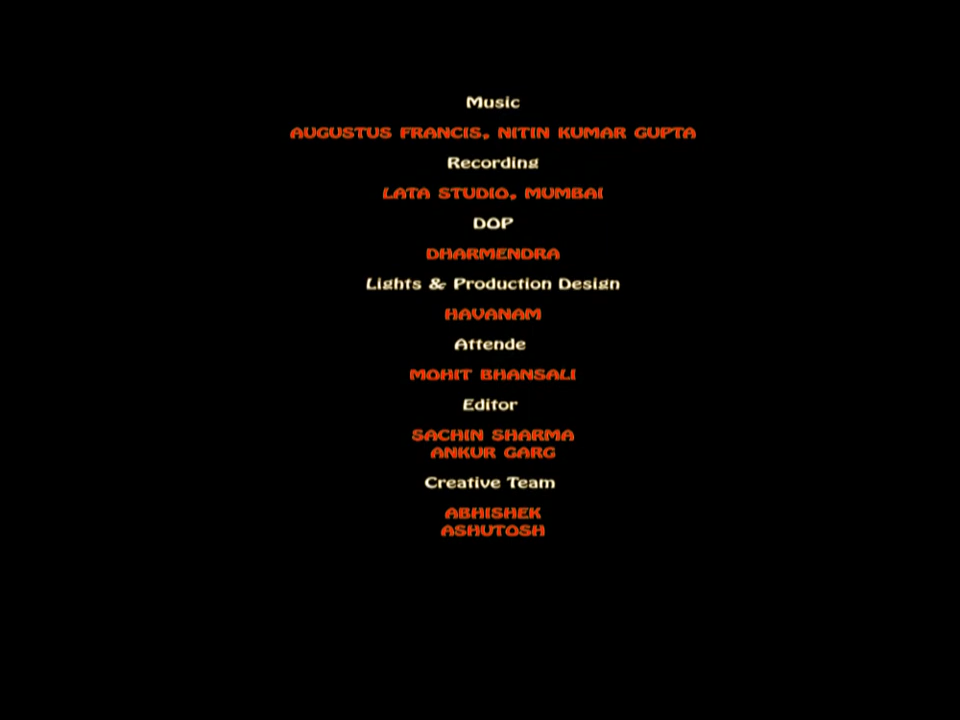 Music
AUGUSTUS FRANCIS, NITIN KUMAR GUPTA
Recording
LATA STUDIO, MUMBAI
DOP
DHARMENDRA
Lights & Production Design
HAVANAM
Attende
MOHIT BHANSALI
Editor
SACHIN SHARMA
ANKUR GARG
Creative Team
ABHISHEK
ASHUTOSH